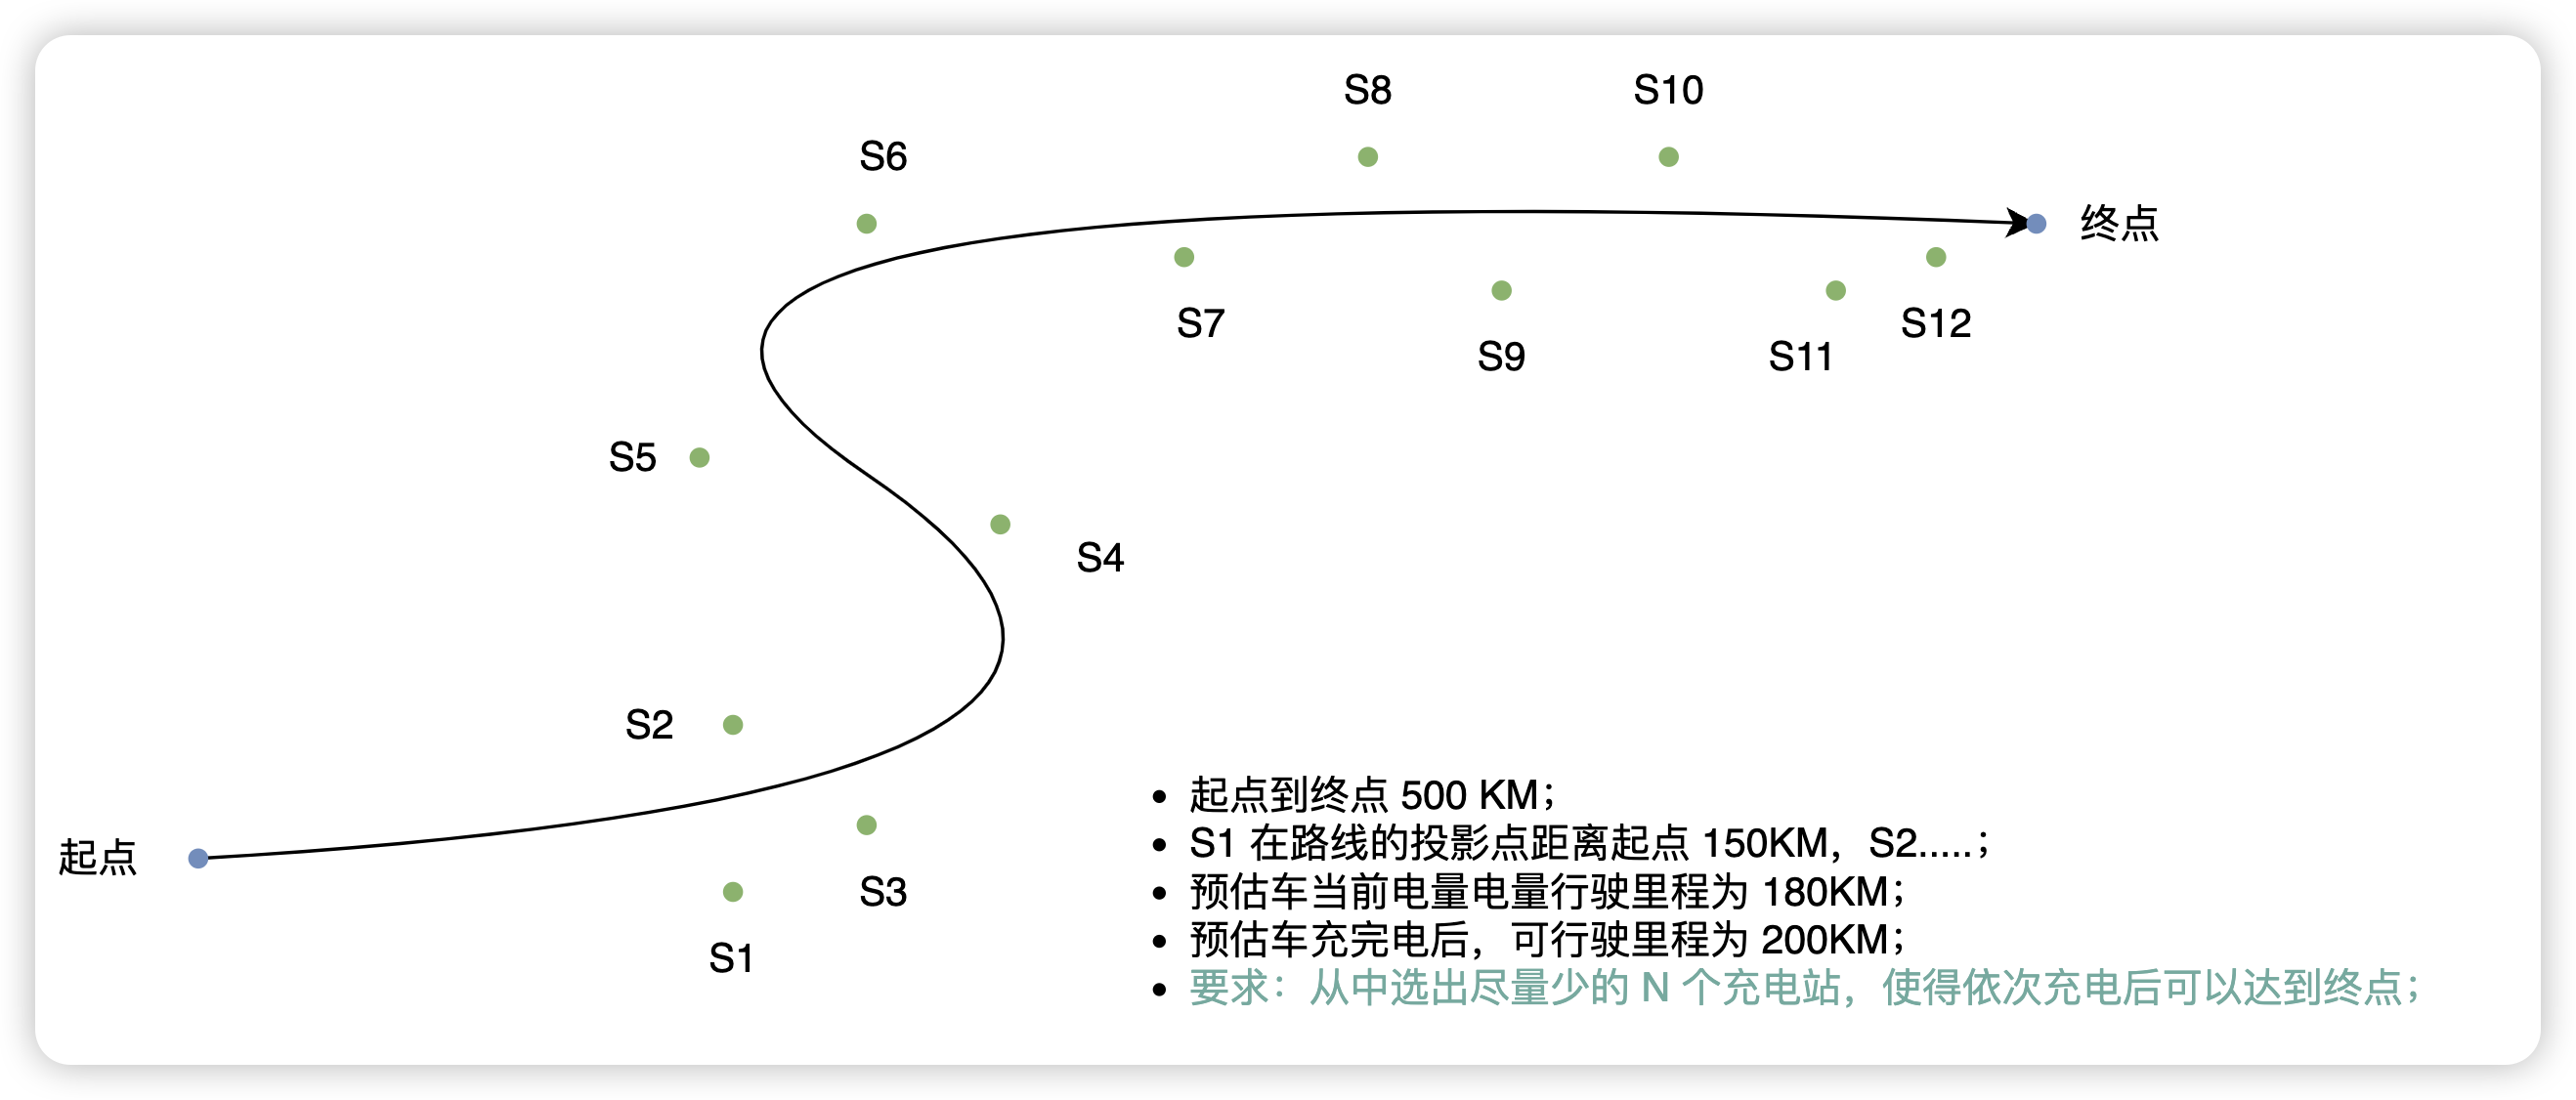 S8
S10
S6
终点
S7
S12
S9
S11
S5
S4
S2
起点
S3
S1
起点到终点 500 KM；
S1 在路线的投影点距离起点 150KM，S2.....；
预估车当前电量电量行驶里程为 180KM；
预估车充完电后，可行驶里程为 200KM；
要求：从中选出尽量少的 N 个充电站，使得依次充电后可以达到终点；